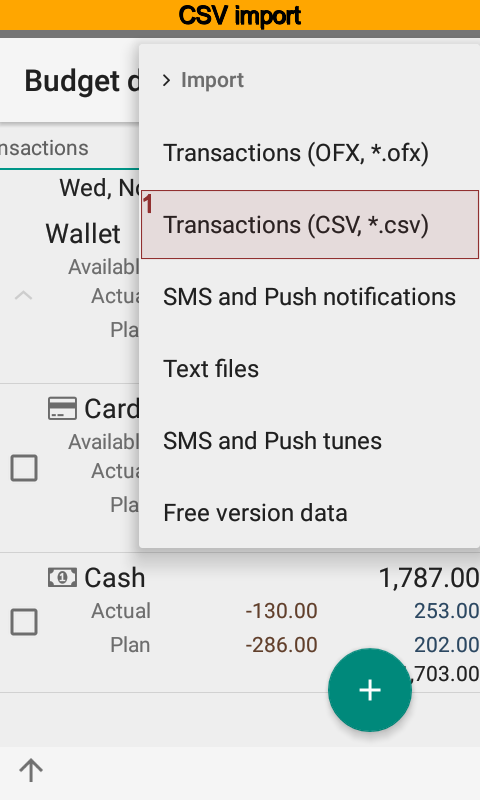 CSV import
Budget d
Import
nsactions
Transactions (OFX, *.ofx)
Wed, No
1
Transactions (CSV, *.csv)
Wallet
Availabl
Actua
SMS and Push notifications
Pla
Text files
Card
Availabl
SMS and Push tunes
Actua
Pla
Free version data
Cash 1,787.00
Actual -130.00 253.00
Plan -286.00 202.00
,703.00
+